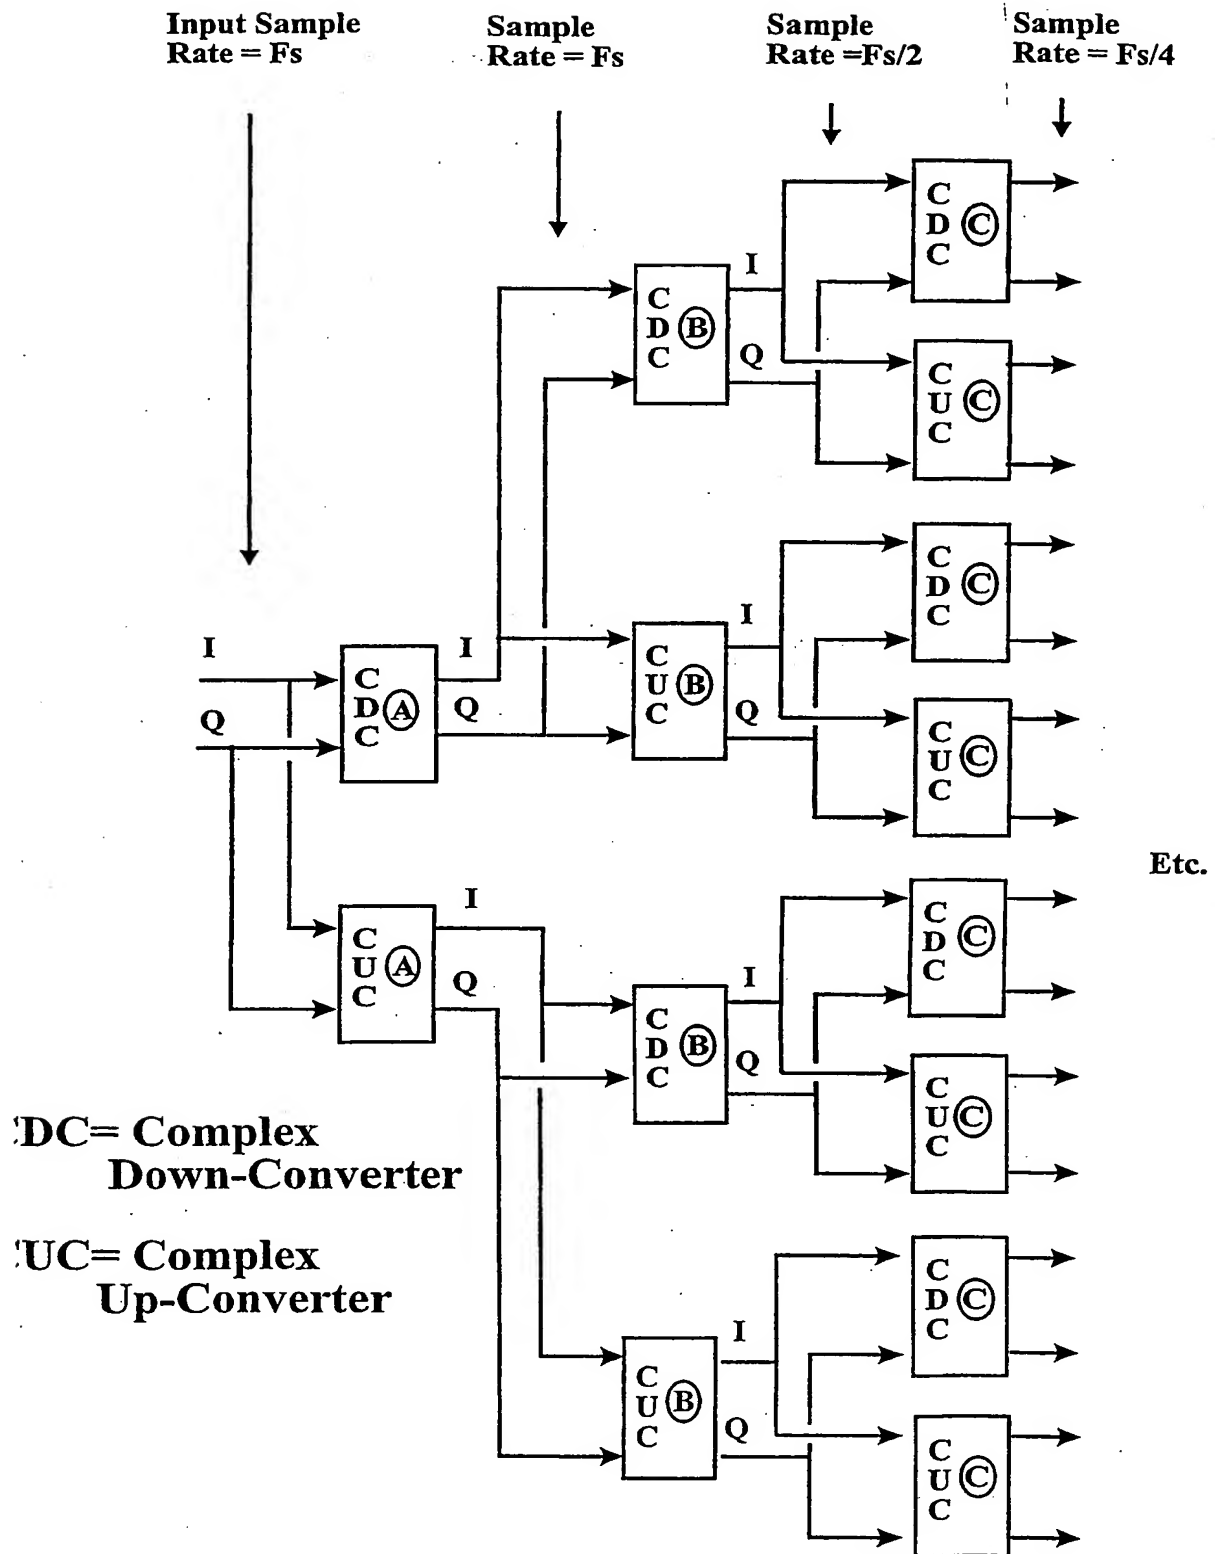 Input Sample
Rate = Fs
Sample
Rate = Fs
Sample
Rate =Fs/2
Sample
Rate = Fs/4
C
D Ⓒ
C
I
C
D Ⓑ
C
Q
C
U Ⓒ
C
C
D Ⓒ
C
I
C
U Ⓑ
C
Q
I
Q
C
D Ⓐ
C
I
Q
C
U Ⓒ
C
Etc.
I
C
U Ⓐ
C
Q
C
D Ⓒ
C
I
C
D Ⓑ
C
Q
C
U Ⓒ
C
DC= Complex
Down-Converter
UC= Complex
Up-Converter
C
D Ⓒ
C
I
C
U Ⓑ
C
Q
C
U Ⓒ
C